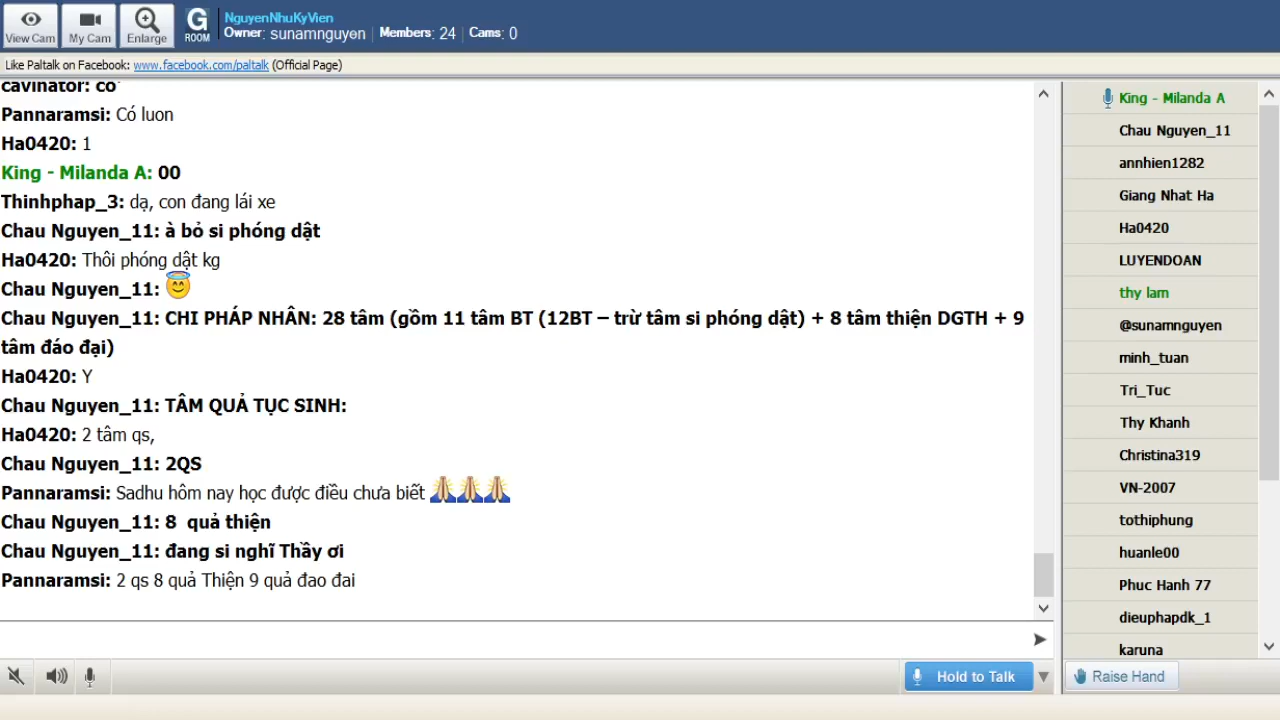 View Cam
My Cam
Enlarge
G
ROOM
NguyenNhuKyVien
Owner: sunamnguyen | Members: 24 | Cams: 0
Like Paltalk on Facebook: www.facebook.com/paltalk (Official Page)
cavinator: co
Pannaramsi: Có luon
Ha0420: 1
King - Milanda A: 00
Thinhphap_3: dạ, con đang lái xe
Chau Nguyen_11: à bỏ si phóng dật
Ha0420: Thôi phóng dật kg
Chau Nguyen_11:
Chau Nguyen_11: CHI PHÁP NHÂN: 28 tâm (gồm 11 tâm BT (12BT – trừ tâm si phóng dật) + 8 tâm thiện DGTH + 9
tâm đáo đại)
Ha0420: Y
Chau Nguyen_11: TÂM QUẢ TỤC SINH:
Ha0420: 2 tâm qs,
Chau Nguyen_11: 2QS
Pannaramsi: Sadhu hôm nay học được điều chưa biết
Chau Nguyen_11: 8 quả thiện
Chau Nguyen_11: đang si nghĩ Thầy ơi
Pannaramsi: 2 qs 8 quả Thiện 9 quả đao đai
Hold to Talk
King - Milanda A
Chau Nguyen_11
annhien1282
Giang Nhat Ha
Ha0420
LUYENDOAN
thy lam
@sunamnguyen
minh_tuan
Tri_Tuc
Thy Khanh
Christina319
VN-2007
tothiphung
huanle00
Phuc Hanh 77
dieuphapdk_1
karuna
Raise Hand